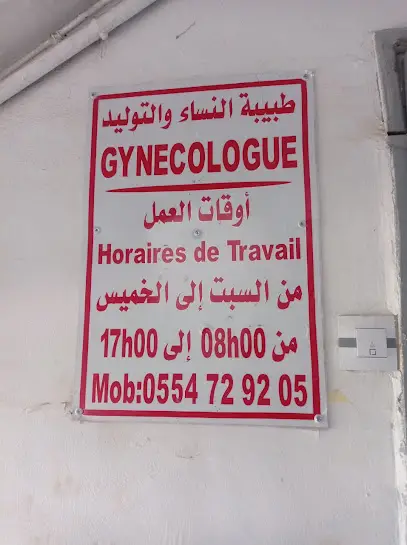 طبيبة النساء والتوليد
GYNECOLOGUE
أوقات العمل
Horaires de Travail
من السبت إلى الخميس
من 08h00 إلى 17h00
Mob:0554 72 92 05